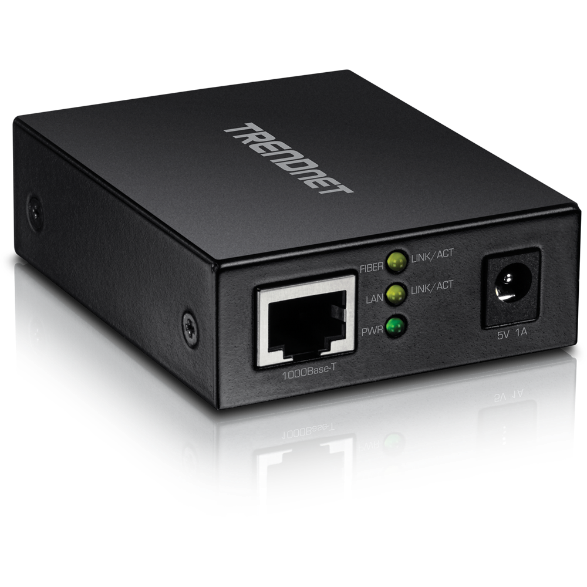 TRENDNET
FIBER LINK/ACT
LAN LINK/ACT
PWR
1000Base-T
5V 1A